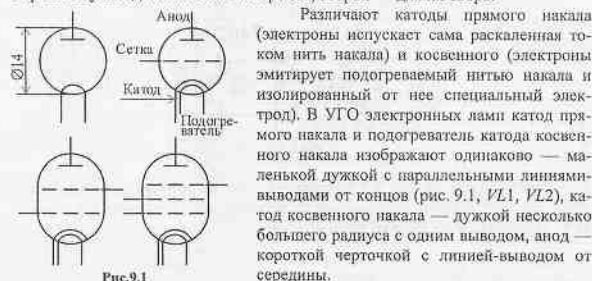 Анод
Сетка
Ø14
Катод
Подогре-
ватель
Рис.9.1
Различают катоды прямого накала
(электроны испускает сама раскаленная то-
ком нить накала) и косвенного (электроны
эмитирует подогреваемый нитью накала и
изолированный от нее специальный элек-
трод). В УГО электронных ламп катод пря-
мого накала и подогреватель катода косвен-
ного накала изображают одинаково — ма-
ленькой дужкой с параллельными линиями-
выводами от концов (рис. 9.1, VL1, VL2), ка-
тод косвенного накала — дужкой несколько
большего радиуса с одним выводом, анод —
короткой черточкой с линией-выводом от
середины.